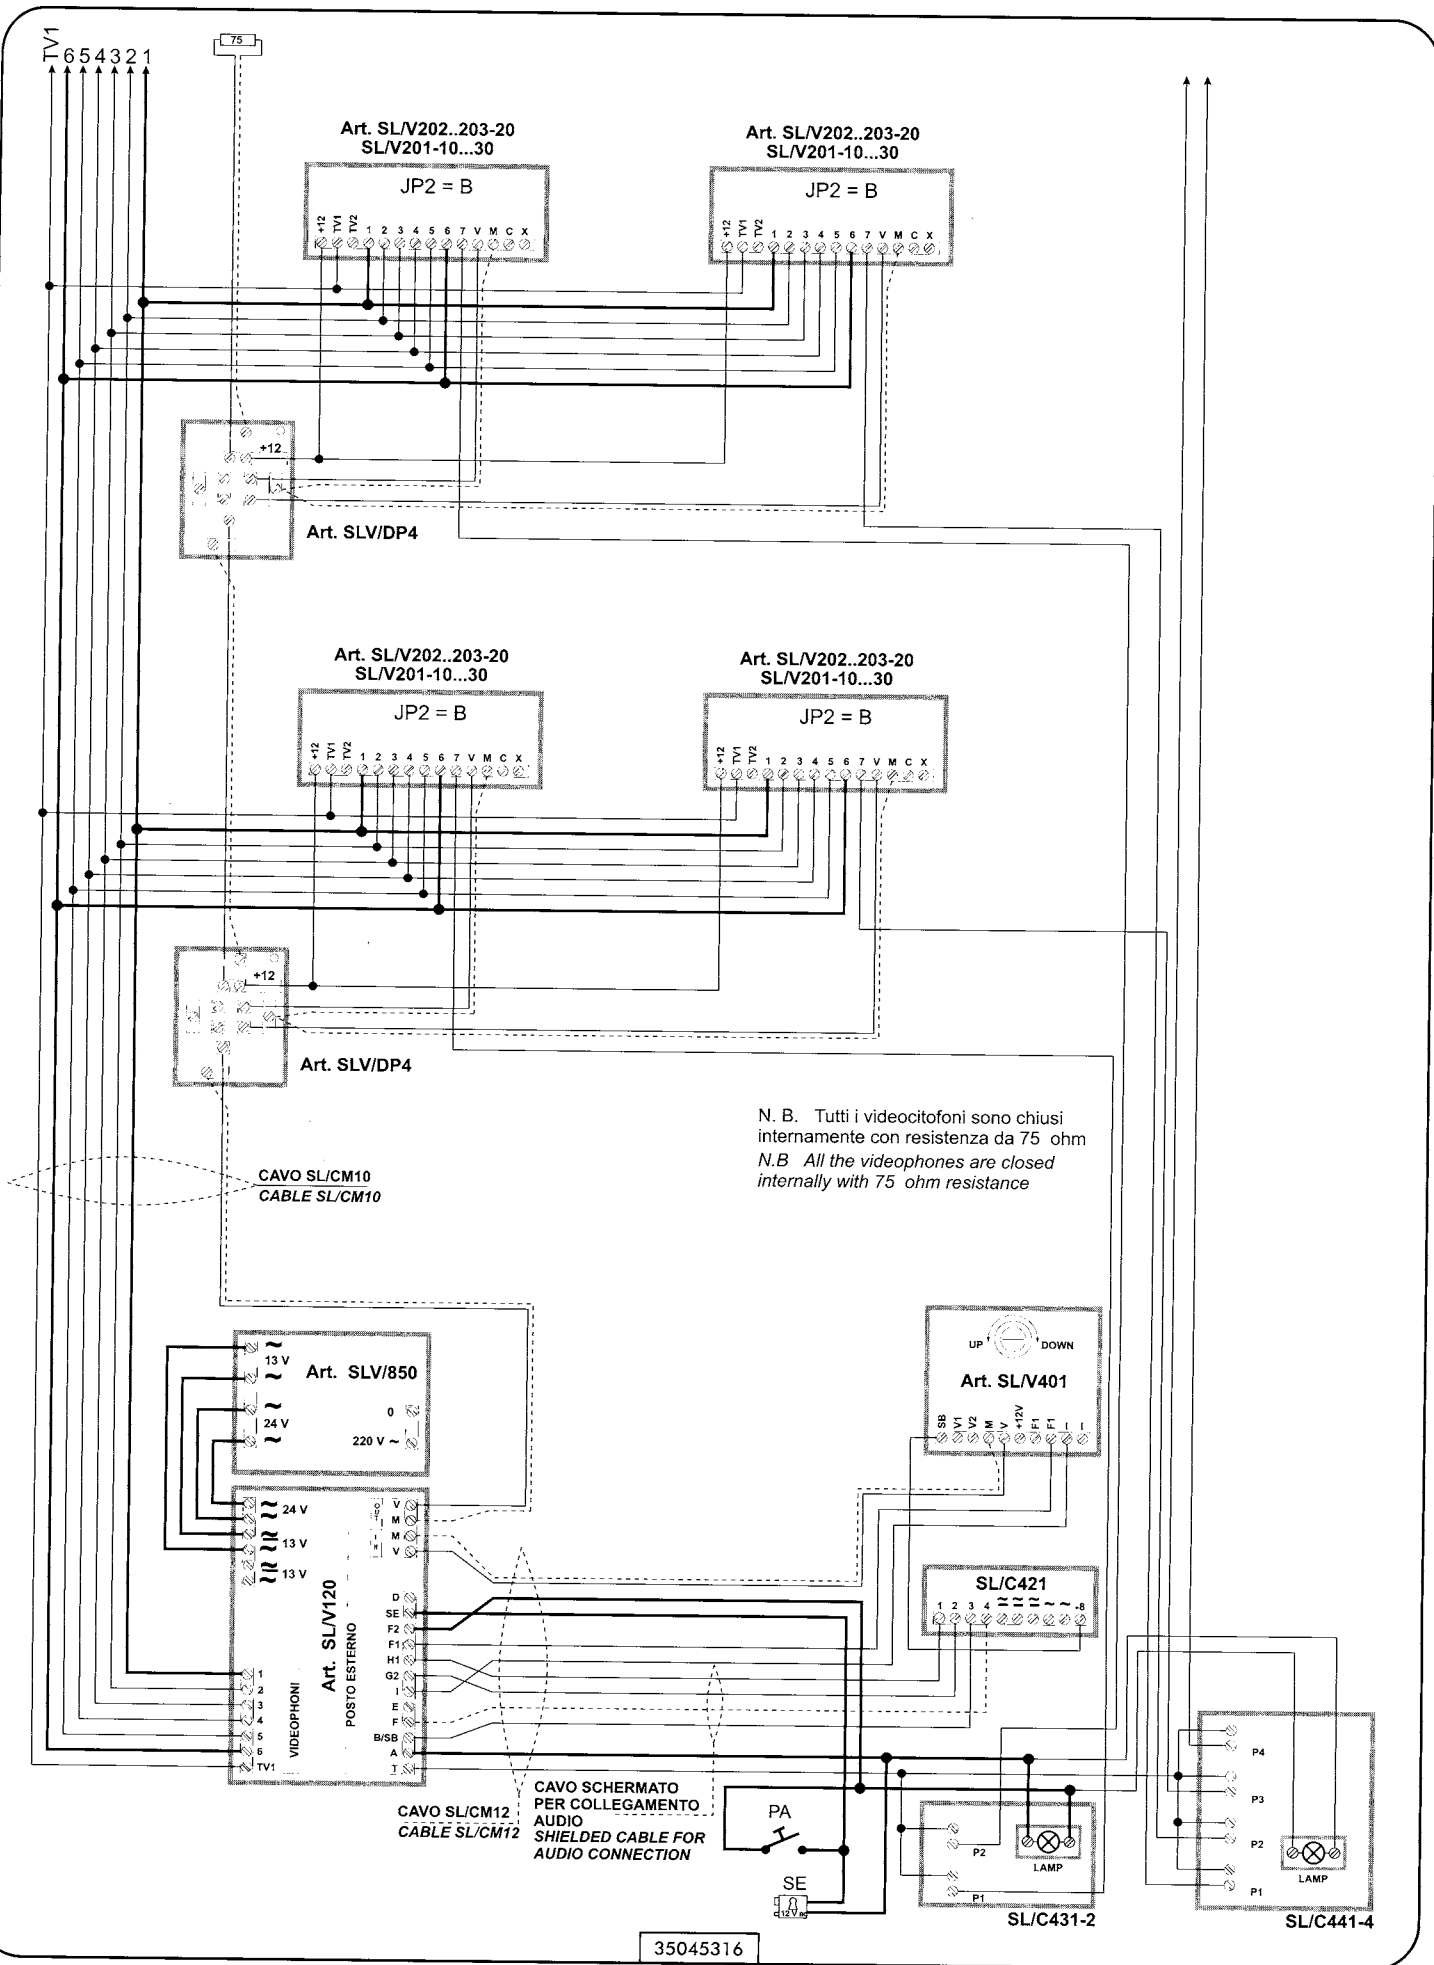 TV1 6 5 4 3 2 1
75
Art. SL/V202..203-20
SL/V201-10...30
JP2 = B
+12 TV1 TV2 1 2 3 4 5 6 7 V M C X
Art. SL/V202..203-20
SL/V201-10...30
JP2 = B
+12 TV1 TV2 1 2 3 4 5 6 7 V M C X
+12
Art. SLV/DP4
Art. SL/V202..203-20
SL/V201-10...30
JP2 = B
+12 TV1 TV2 1 2 3 4 5 6 7 V M C X
Art. SL/V202..203-20
SL/V201-10...30
JP2 = B
+12 TV1 TV2 1 2 3 4 5 6 7 V M C X
+12
Art. SLV/DP4
N. B. Tutti i videocitofoni sono chiusi
internamente con resistenza da 75 ohm
N.B All the videophones are closed
internally with 75 ohm resistance
CAVO SL/CM10
CABLE SL/CM10
13 V
Art. SLV/850
24 V
0
220 V ~
UP DOWN
Art. SL/V401
SB V1 V2 M V +12V F1 F1 I I
24 V
13 V
13 V
Art. SL/V120
POSTO ESTERNO
VIDEOPHONI
OUT
V
M
IN
M
V
D
SE
F2
F1
H1
G2
I
E
F
B/SB
A
T
1
2
3
4
5
6
TV1
SL/C421
1 2 3 4 ~ ~ -8
CAVO SL/CM12
CABLE SL/CM12
CAVO SCHERMATO
PER COLLEGAMENTO
AUDIO
SHIELDED CABLE FOR
AUDIO CONNECTION
PA
SE
12 V
P2
P1
LAMP
SL/C431-2
P4
P3
P2
P1
LAMP
SL/C441-4
35045316